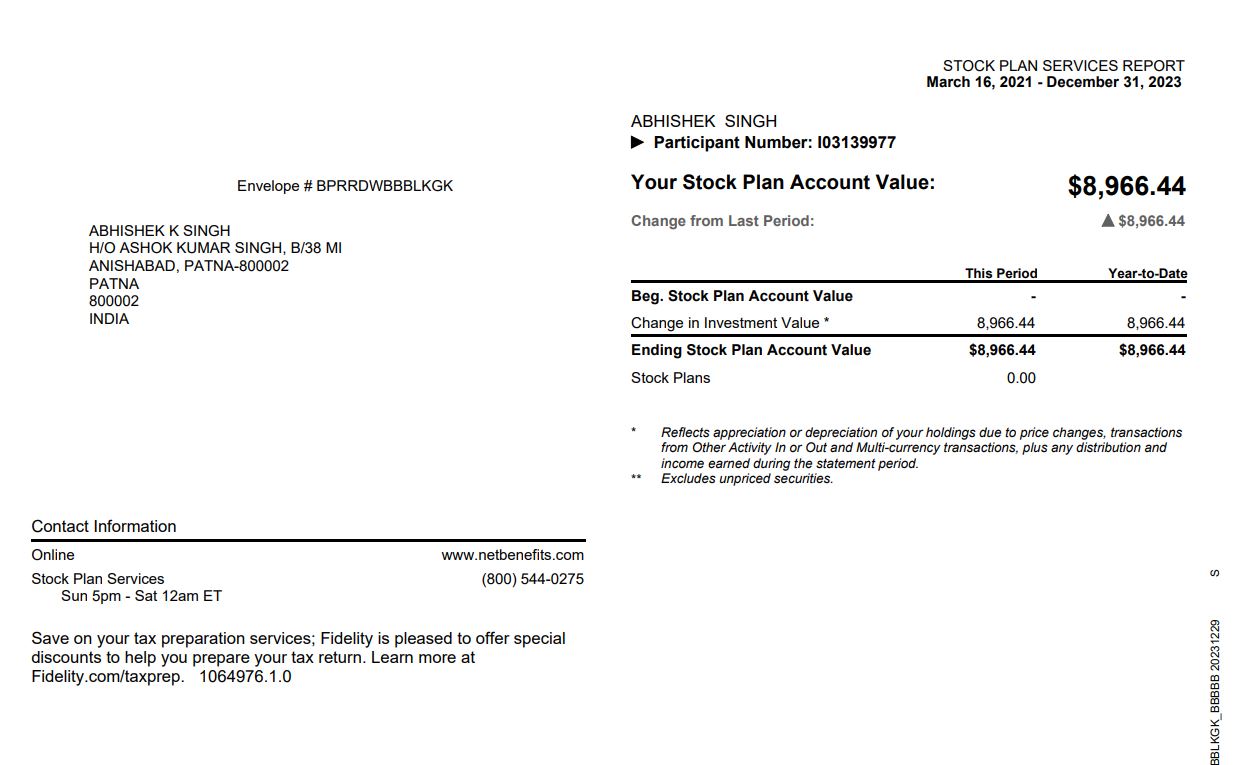 STOCK PLAN SERVICES REPORT
March 16, 2021 - December 31, 2023
Envelope # BPRRDWBBBLKGK
ABHISHEK K SINGH
H/O ASHOK KUMAR SINGH, B/38 MI
ANISHABAD, PATNA-800002
PATNA
800002
INDIA
ABHISHEK SINGH
▶ Participant Number: I03139977
Your Stock Plan Account Value: $8,966.44
Change from Last Period: ▲ $8,966.44
This Period Year-to-Date
Beg. Stock Plan Account Value - -
Change in Investment Value * 8,966.44 8,966.44
Ending Stock Plan Account Value $8,966.44 $8,966.44
Stock Plans 0.00
* Reflects appreciation or depreciation of your holdings due to price changes, transactions
from Other Activity In or Out and Multi-currency transactions, plus any distribution and
income earned during the statement period.
** Excludes unpriced securities.
Contact Information
Online www.netbenefits.com
Stock Plan Services (800) 544-0275
Sun 5pm - Sat 12am ET
Save on your tax preparation services; Fidelity is pleased to offer special
discounts to help you prepare your tax return. Learn more at
Fidelity.com/taxprep. 1064976.1.0
BBLKGK_BBBBB 20231229 S